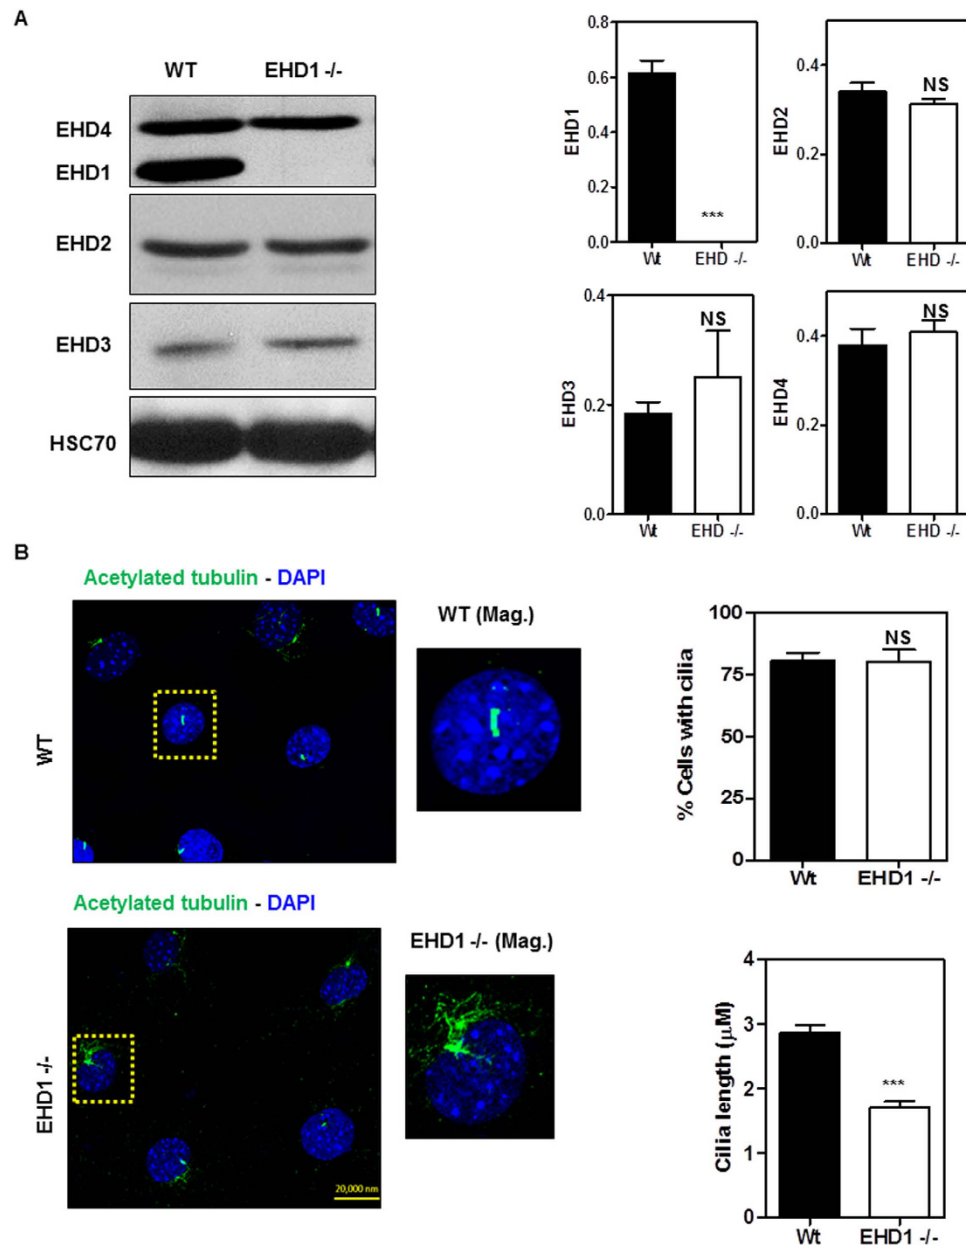 A
WT EHD1 -/-
EHD4
EHD1
EHD2
EHD3
HSC70
EHD1
0.8
0.6
0.4
0.2
0.0
***
Wt EHD -/-
EHD2
0.4
0.2
0.0
NS
Wt EHD -/-
EHD3
0.4
0.2
0.0
NS
Wt EHD -/-
EHD4
0.4
0.2
0.0
NS
Wt EHD -/-
B
Acetylated tubulin - DAPI
WT
WT (Mag.)
% Cells with cilia
100
75
50
25
0
NS
Wt EHD1 -/-
Acetylated tubulin - DAPI
EHD1 -/-
20,000 nm
EHD1 -/- (Mag.)
Cilia length (µM)
4
3
2
1
0
***
Wt EHD1 -/-